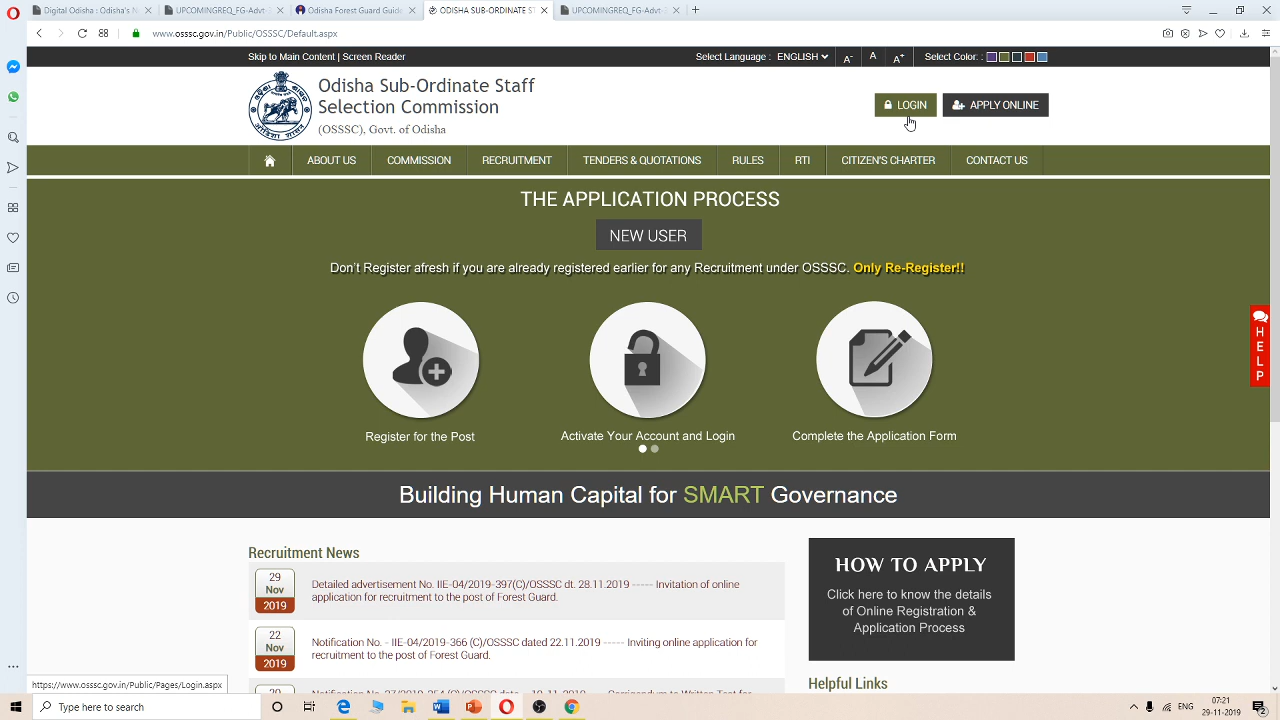 Digital Odisha Guide
UPCOMREEQ_FG-Advt
Digital Odisha Guide
ODISHA SUB-ORDINATE STAFF
UPCOMREEQ_FG-Advt
www.osssc.gov.in/Public/OSSSC/Default.aspx
Skip to Main Content | Screen Reader
Select Language : ENGLISH
A-
A
A+
Select Color: :
Odisha Sub-Ordinate Staff
Selection Commission
(OSSSC), Govt. of Odisha
LOGIN
APPLY ONLINE
ABOUT US
COMMISSION
RECRUITMENT
TENDERS & QUOTATIONS
RULES
RTI
CITIZEN'S CHARTER
CONTACT US
THE APPLICATION PROCESS
NEW USER
Don't Register afresh if you are already registered earlier for any Recruitment under OSSSC. Only Re-Register!!
HELP
Register for the Post
Activate Your Account and Login
Complete the Application Form
Building Human Capital for SMART Governance
Recruitment News
29
Nov
2019
Detailed advertisement No. IIE-04/2019-397(C)/OSSSC dt. 28.11.2019 ----- Invitation of online
application for recruitment to the post of Forest Guard.
22
Nov
2019
Notification No. - IIE-04/2019-366 (C)/OSSSC dated 22.11.2019 ----- Inviting online application for
recruitment to the post of Forest Guard.
HOW TO APPLY
Click here to know the details
of Online Registration &
Application Process
Helpful Links
https://www.osssc.gov.in/Public/Pages/Login.aspx
Type here to search
07:21
29-11-2019